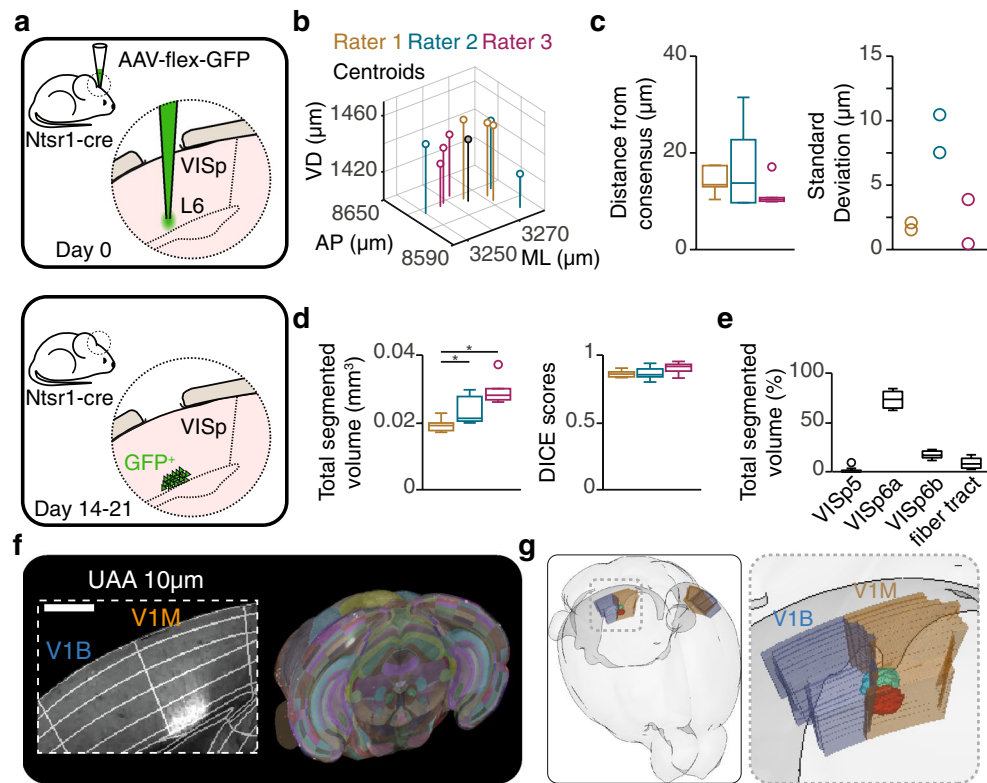 a
AAV-flex-GFP
Ntsr1-cre
VISp
L6
Day 0
Ntsr1-cre
VISp
GFP+
Day 14-21
b
Rater 1 Rater 2 Rater 3
Centroids
VD (µm)
1460
1420
8650
AP (µm)
8590
3250
3270
ML (µm)
c
Distance from
consensus (µm)
40
20
0
Standard
Deviation (µm)
15
10
5
0
d
Total segmented
volume (mm³)
0.04
0.02
0
*
*
DICE scores
1
0.5
0
e
Total segmented
volume (%)
100
50
0
VISp5
VISp6a
VISp6b
fiber tract
f
UAA 10µm
V1M
V1B
g
V1B
V1M